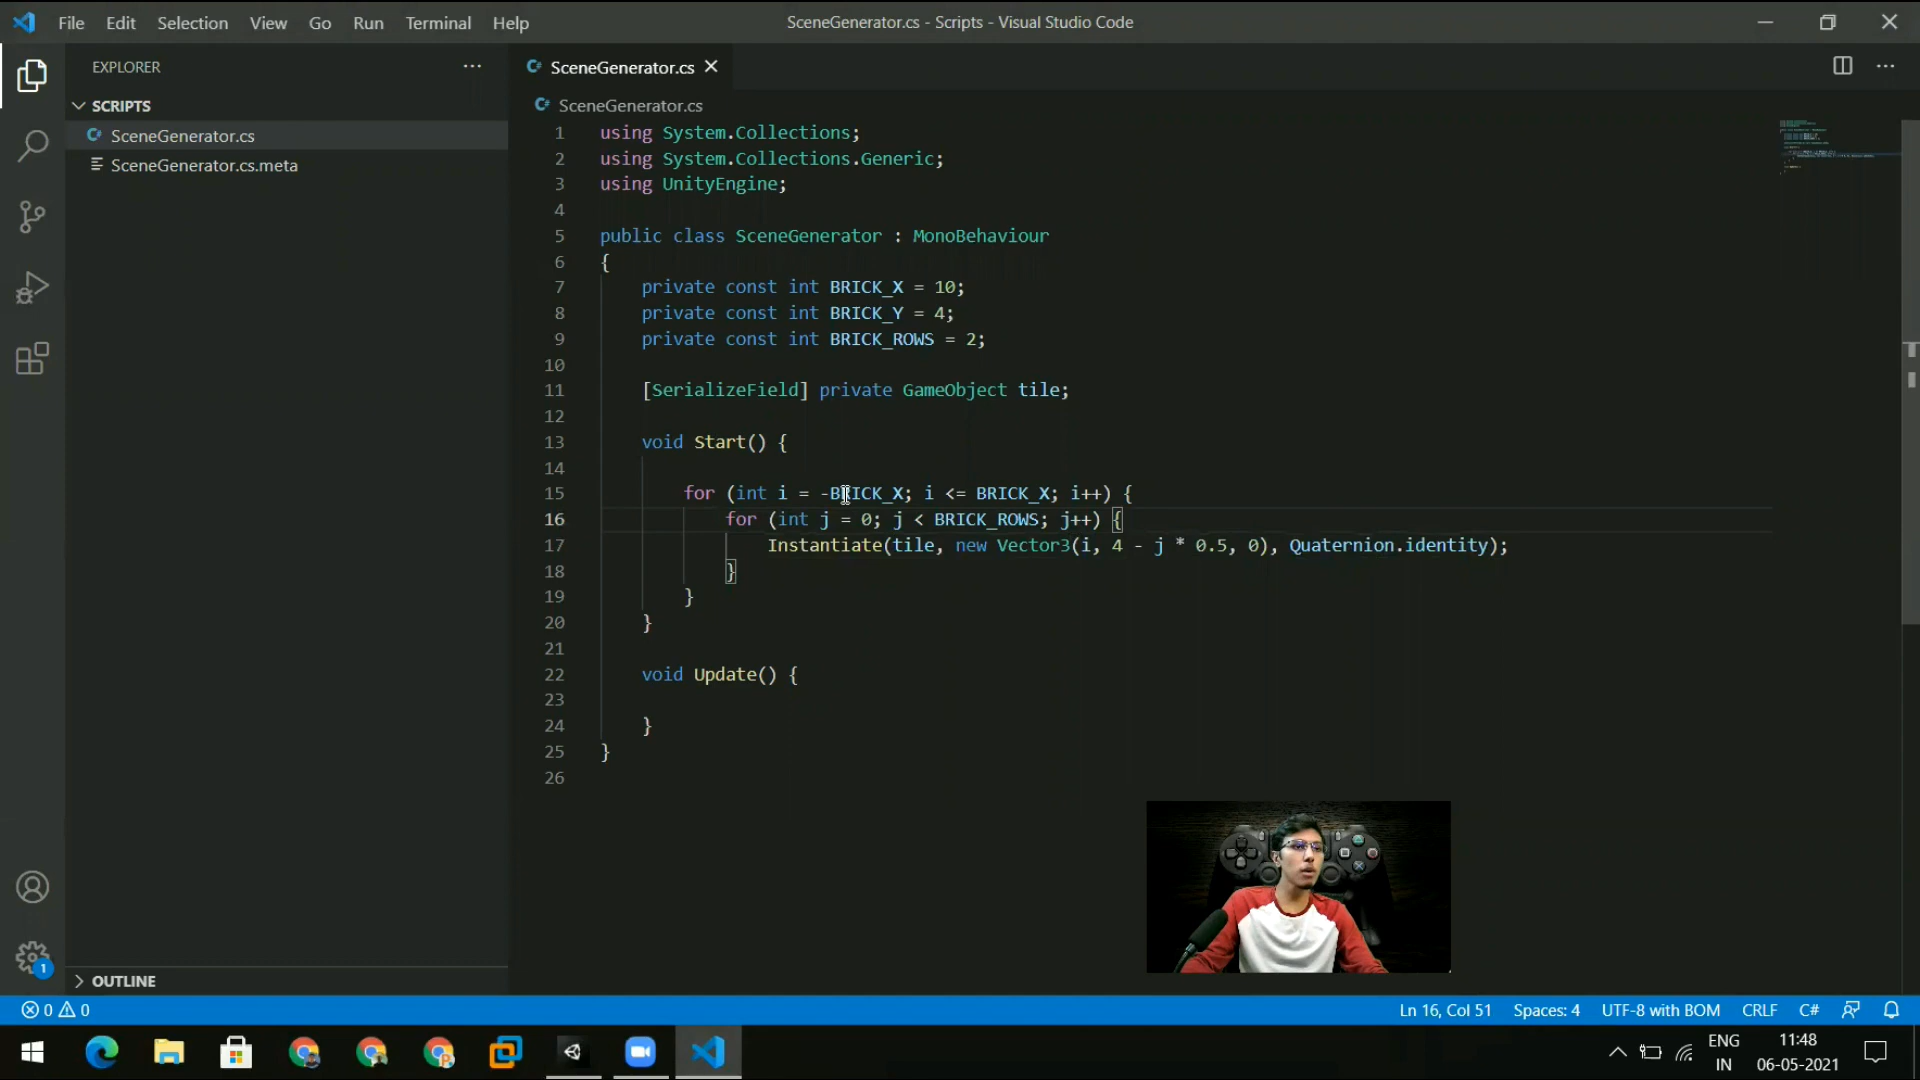 File Edit Selection View Go Run Terminal Help
SceneGenerator.cs - Scripts - Visual Studio Code
EXPLORER
SCRIPTS
SceneGenerator.cs
SceneGenerator.cs.meta
OUTLINE
SceneGenerator.cs
SceneGenerator.cs
1 using System.Collections;
2 using System.Collections.Generic;
3 using UnityEngine;
4
5 public class SceneGenerator : MonoBehaviour
6 {
7 private const int BRICK_X = 10;
8 private const int BRICK_Y = 4;
9 private const int BRICK_ROWS = 2;
10
11 [SerializeField] private GameObject tile;
12
13 void Start() {
14
15 for (int i = -BRICK_X; i <= BRICK_X; i++) {
16 for (int j = 0; j < BRICK_ROWS; j++) {
17 Instantiate(tile, new Vector3(i, 4 - j * 0.5, 0), Quaternion.identity);
18 }
19 }
20 }
21
22 void Update() {
23
24 }
25 }
26
1
0 0
Ln 16, Col 51 Spaces: 4 UTF-8 with BOM CRLF C#
ENG
IN
11:48
06-05-2021